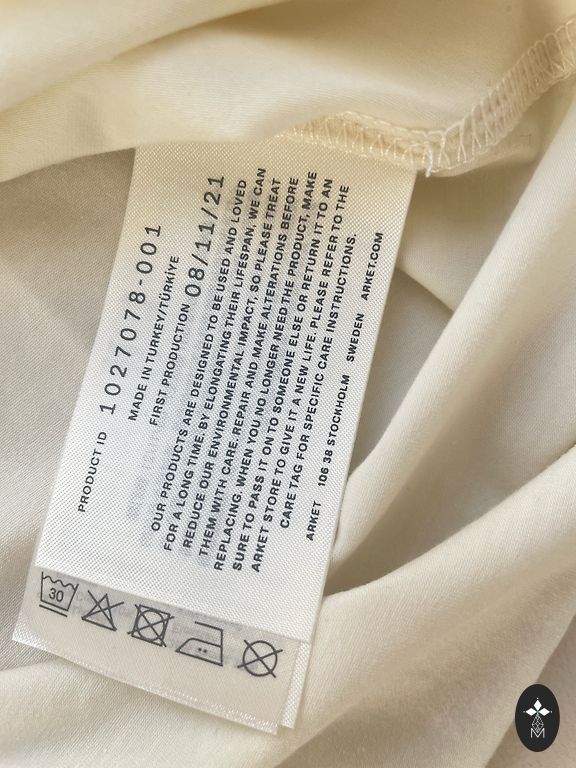 PRODUCT ID 1027078-001
MADE IN TURKEY/TÜRKİYE
FIRST PRODUCTION 08/11/21
OUR PRODUCTS ARE DESIGNED TO BE USED AND LOVED
FOR A LONG TIME. BY ELONGATING THEIR LIFESPAN, WE CAN
REDUCE OUR ENVIRONMENTAL IMPACT, SO PLEASE TREAT
THEM WITH CARE. REPAIR AND MAKE ALTERATIONS BEFORE
REPLACING. WHEN YOU NO LONGER NEED THE PRODUCT, MAKE
SURE TO PASS IT ON TO SOMEONE ELSE OR RETURN IT TO AN
ARKET STORE TO GIVE IT A NEW LIFE. PLEASE REFER TO THE
CARE TAG FOR SPECIFIC CARE INSTRUCTIONS.
ARKET 106 38 STOCKHOLM SWEDEN ARKET.COM
30
M